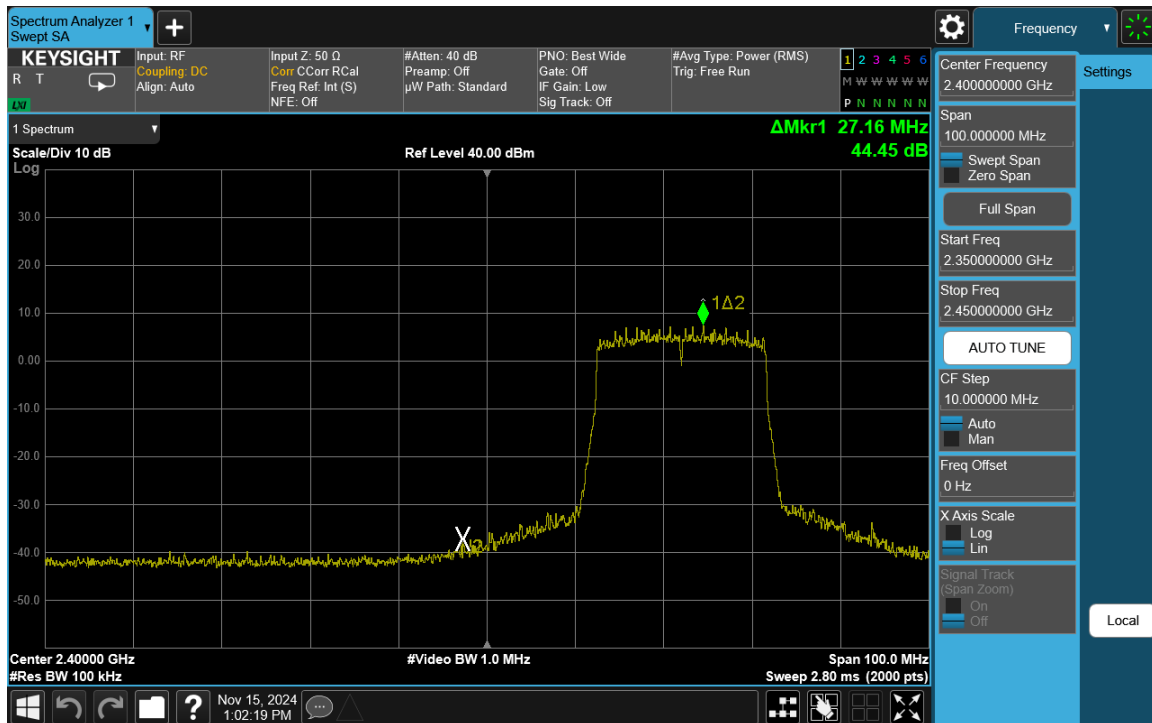 Spectrum Analyzer 1
Swept SA
+
Frequency
KEYSIGHT
R T
LXI
Input: RF
Coupling: DC
Align: Auto
Input Z: 50 Ω
Corr CCorr RCal
Freq Ref: Int (S)
NFE: Off
#Atten: 40 dB
Preamp: Off
µW Path: Standard
PNO: Best Wide
Gate: Off
IF Gain: Low
Sig Track: Off
#Avg Type: Power (RMS)
Trig: Free Run
1 2 3 4 5 6
M W W W W W
P N N N N N
1 Spectrum
ΔMkr1 27.16 MHz
44.45 dB
Scale/Div 10 dB
Ref Level 40.00 dBm
Log
30.0
20.0
10.0
0.00
-10.0
-20.0
-30.0
-40.0
-50.0
1Δ2
X
Center 2.40000 GHz
#Video BW 1.0 MHz
Span 100.0 MHz
#Res BW 100 kHz
Sweep 2.80 ms (2000 pts)
?
Nov 15, 2024
1:02:19 PM
Center Frequency
2.400000000 GHz
Span
100.000000 MHz
Swept Span
Zero Span
Full Span
Start Freq
2.350000000 GHz
Stop Freq
2.450000000 GHz
AUTO TUNE
CF Step
10.000000 MHz
Auto
Man
Freq Offset
0 Hz
X Axis Scale
Log
Lin
Signal Track
(Span Zoom)
On
Off
Settings
Local